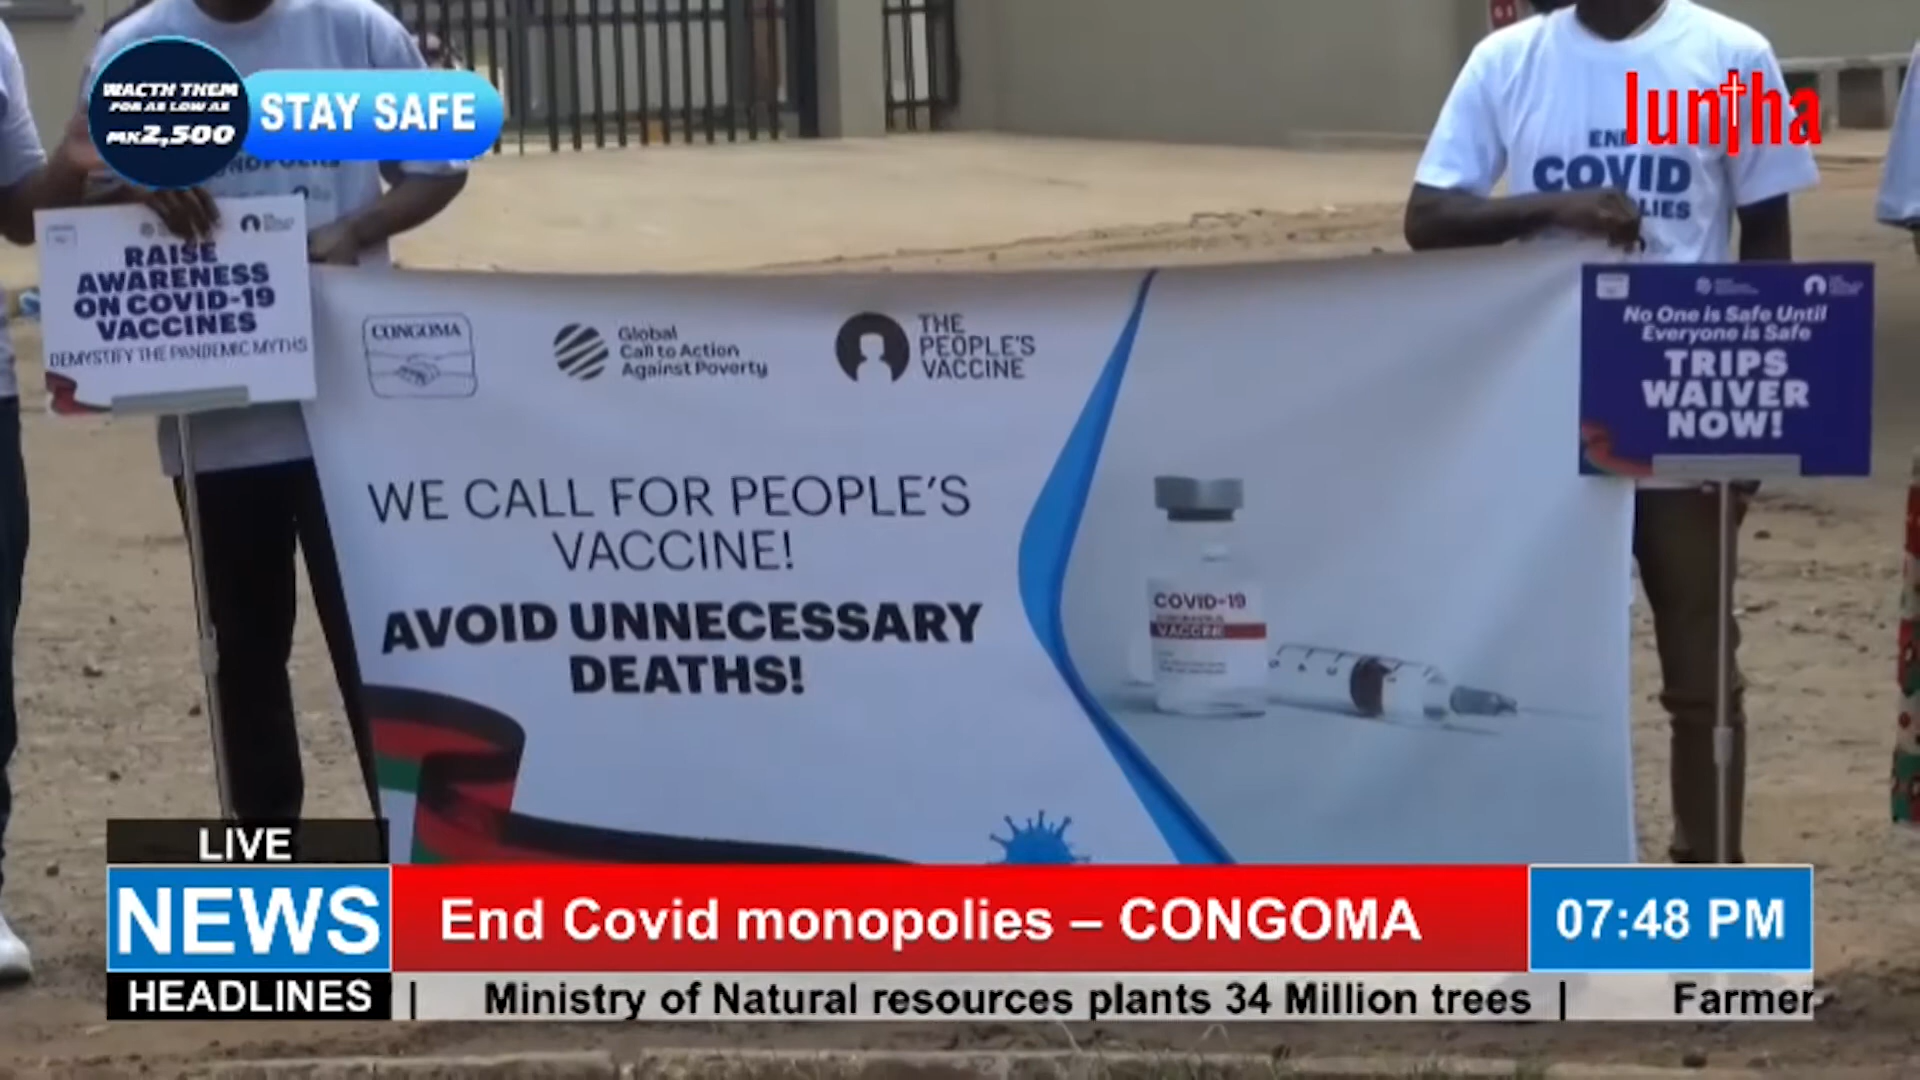 WACTH THEM
FOR AS LOW AS
MK2,500
STAY SAFE
luntha
END
COVID
LIES
RAISE
AWARENESS
ON COVID-19
VACCINES
DEMYSTIFY THE PANDEMIC MYTHS
CONGOMA
Global
Call to Action
Against Poverty
THE
PEOPLE'S
VACCINE
WE CALL FOR PEOPLE'S
VACCINE!
AVOID UNNECESSARY
DEATHS!
COVID-19
VACCINE
No One is Safe Until
Everyone is Safe
TRIPS
WAIVER
NOW!
LIVE
NEWS
HEADLINES
End Covid monopolies – CONGOMA
07:48 PM
| Ministry of Natural resources plants 34 Million trees | Farmer